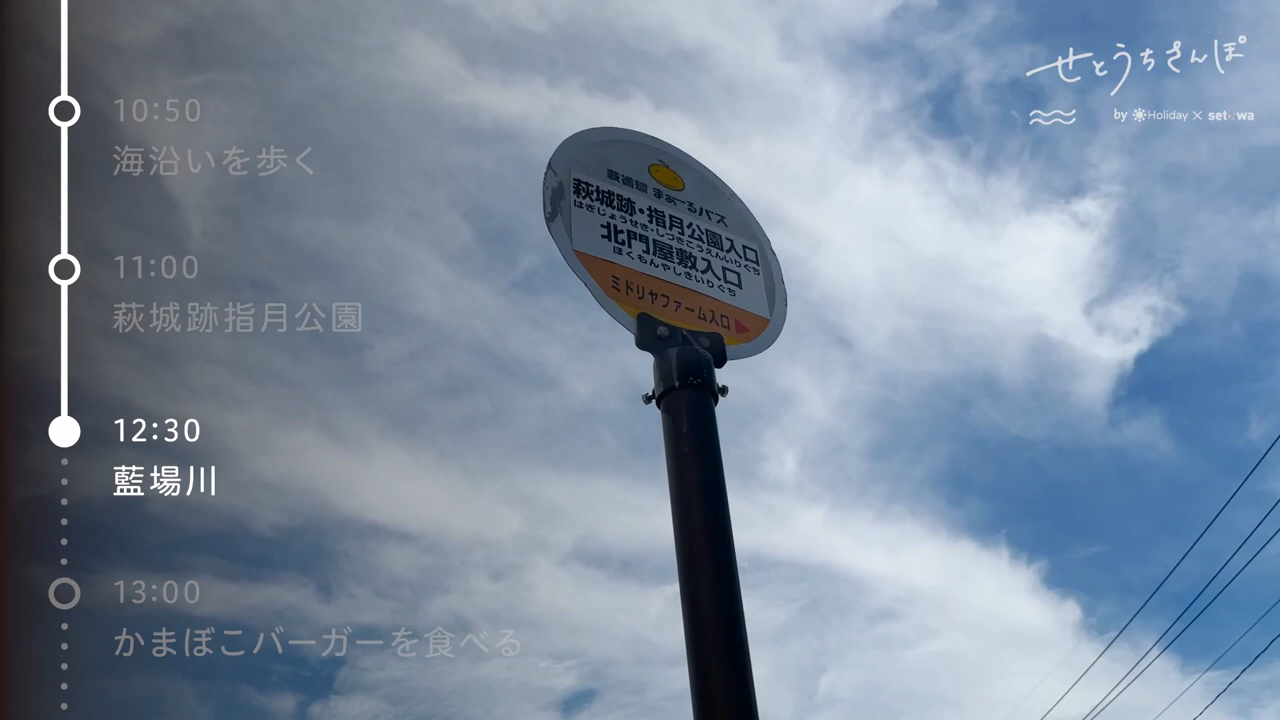 10:50
海沿いを歩く
11:00
萩城跡指月公園
12:30
藍場川
13:00
かまぼこバーガーを食べる
せとうちさんぽ
by Holiday × setowa
萩循環 まぁーるバス
萩城跡・指月公園入口
はぎじょうせき・しづきこうえんいりぐち
北門屋敷入口
ほくもんやしきいりぐち
ミドリヤファーム入口